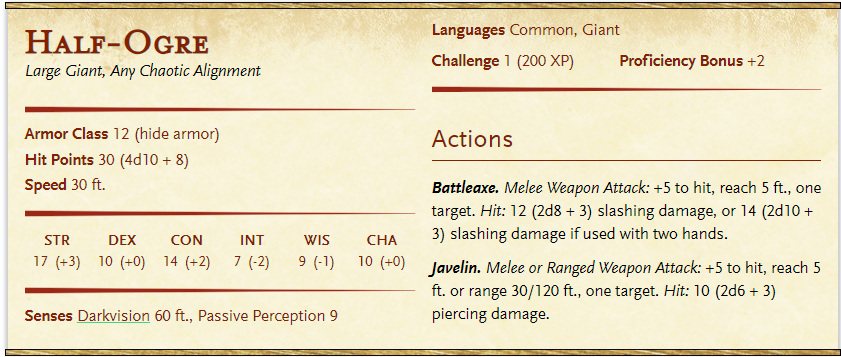 Half-Ogre
Large Giant, Any Chaotic Alignment
Armor Class 12 (hide armor)
Hit Points 30 (4d10 + 8)
Speed 30 ft.
STR DEX CON INT WIS CHA
17 (+3) 10 (+0) 14 (+2) 7 (-2) 9 (-1) 10 (+0)
Senses Darkvision 60 ft., Passive Perception 9
Languages Common, Giant
Challenge 1 (200 XP) Proficiency Bonus +2
Actions
Battleaxe. Melee Weapon Attack: +5 to hit, reach 5 ft., one
target. Hit: 12 (2d8 + 3) slashing damage, or 14 (2d10 +
3) slashing damage if used with two hands.
Javelin. Melee or Ranged Weapon Attack: +5 to hit, reach 5
ft. or range 30/120 ft., one target. Hit: 10 (2d6 + 3)
piercing damage.